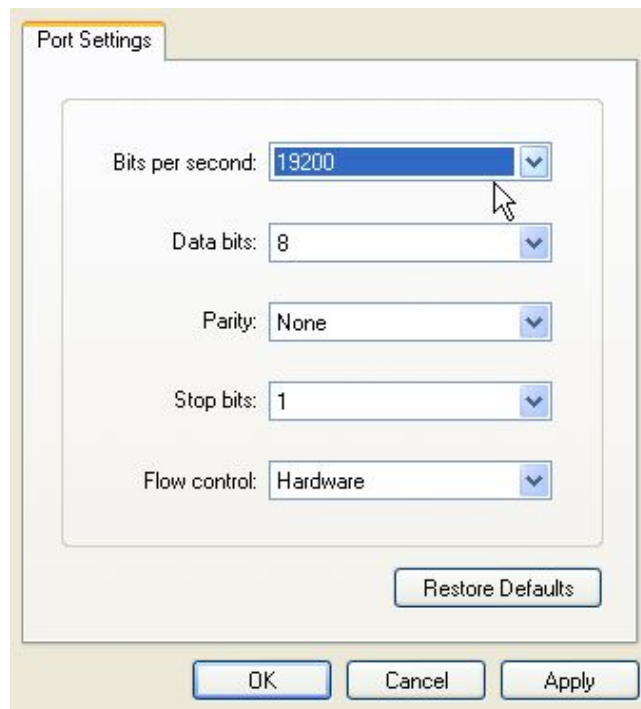 Port Settings
Bits per second: 19200
Data bits: 8
Parity: None
Stop bits: 1
Flow control: Hardware
Restore Defaults
OK Cancel Apply